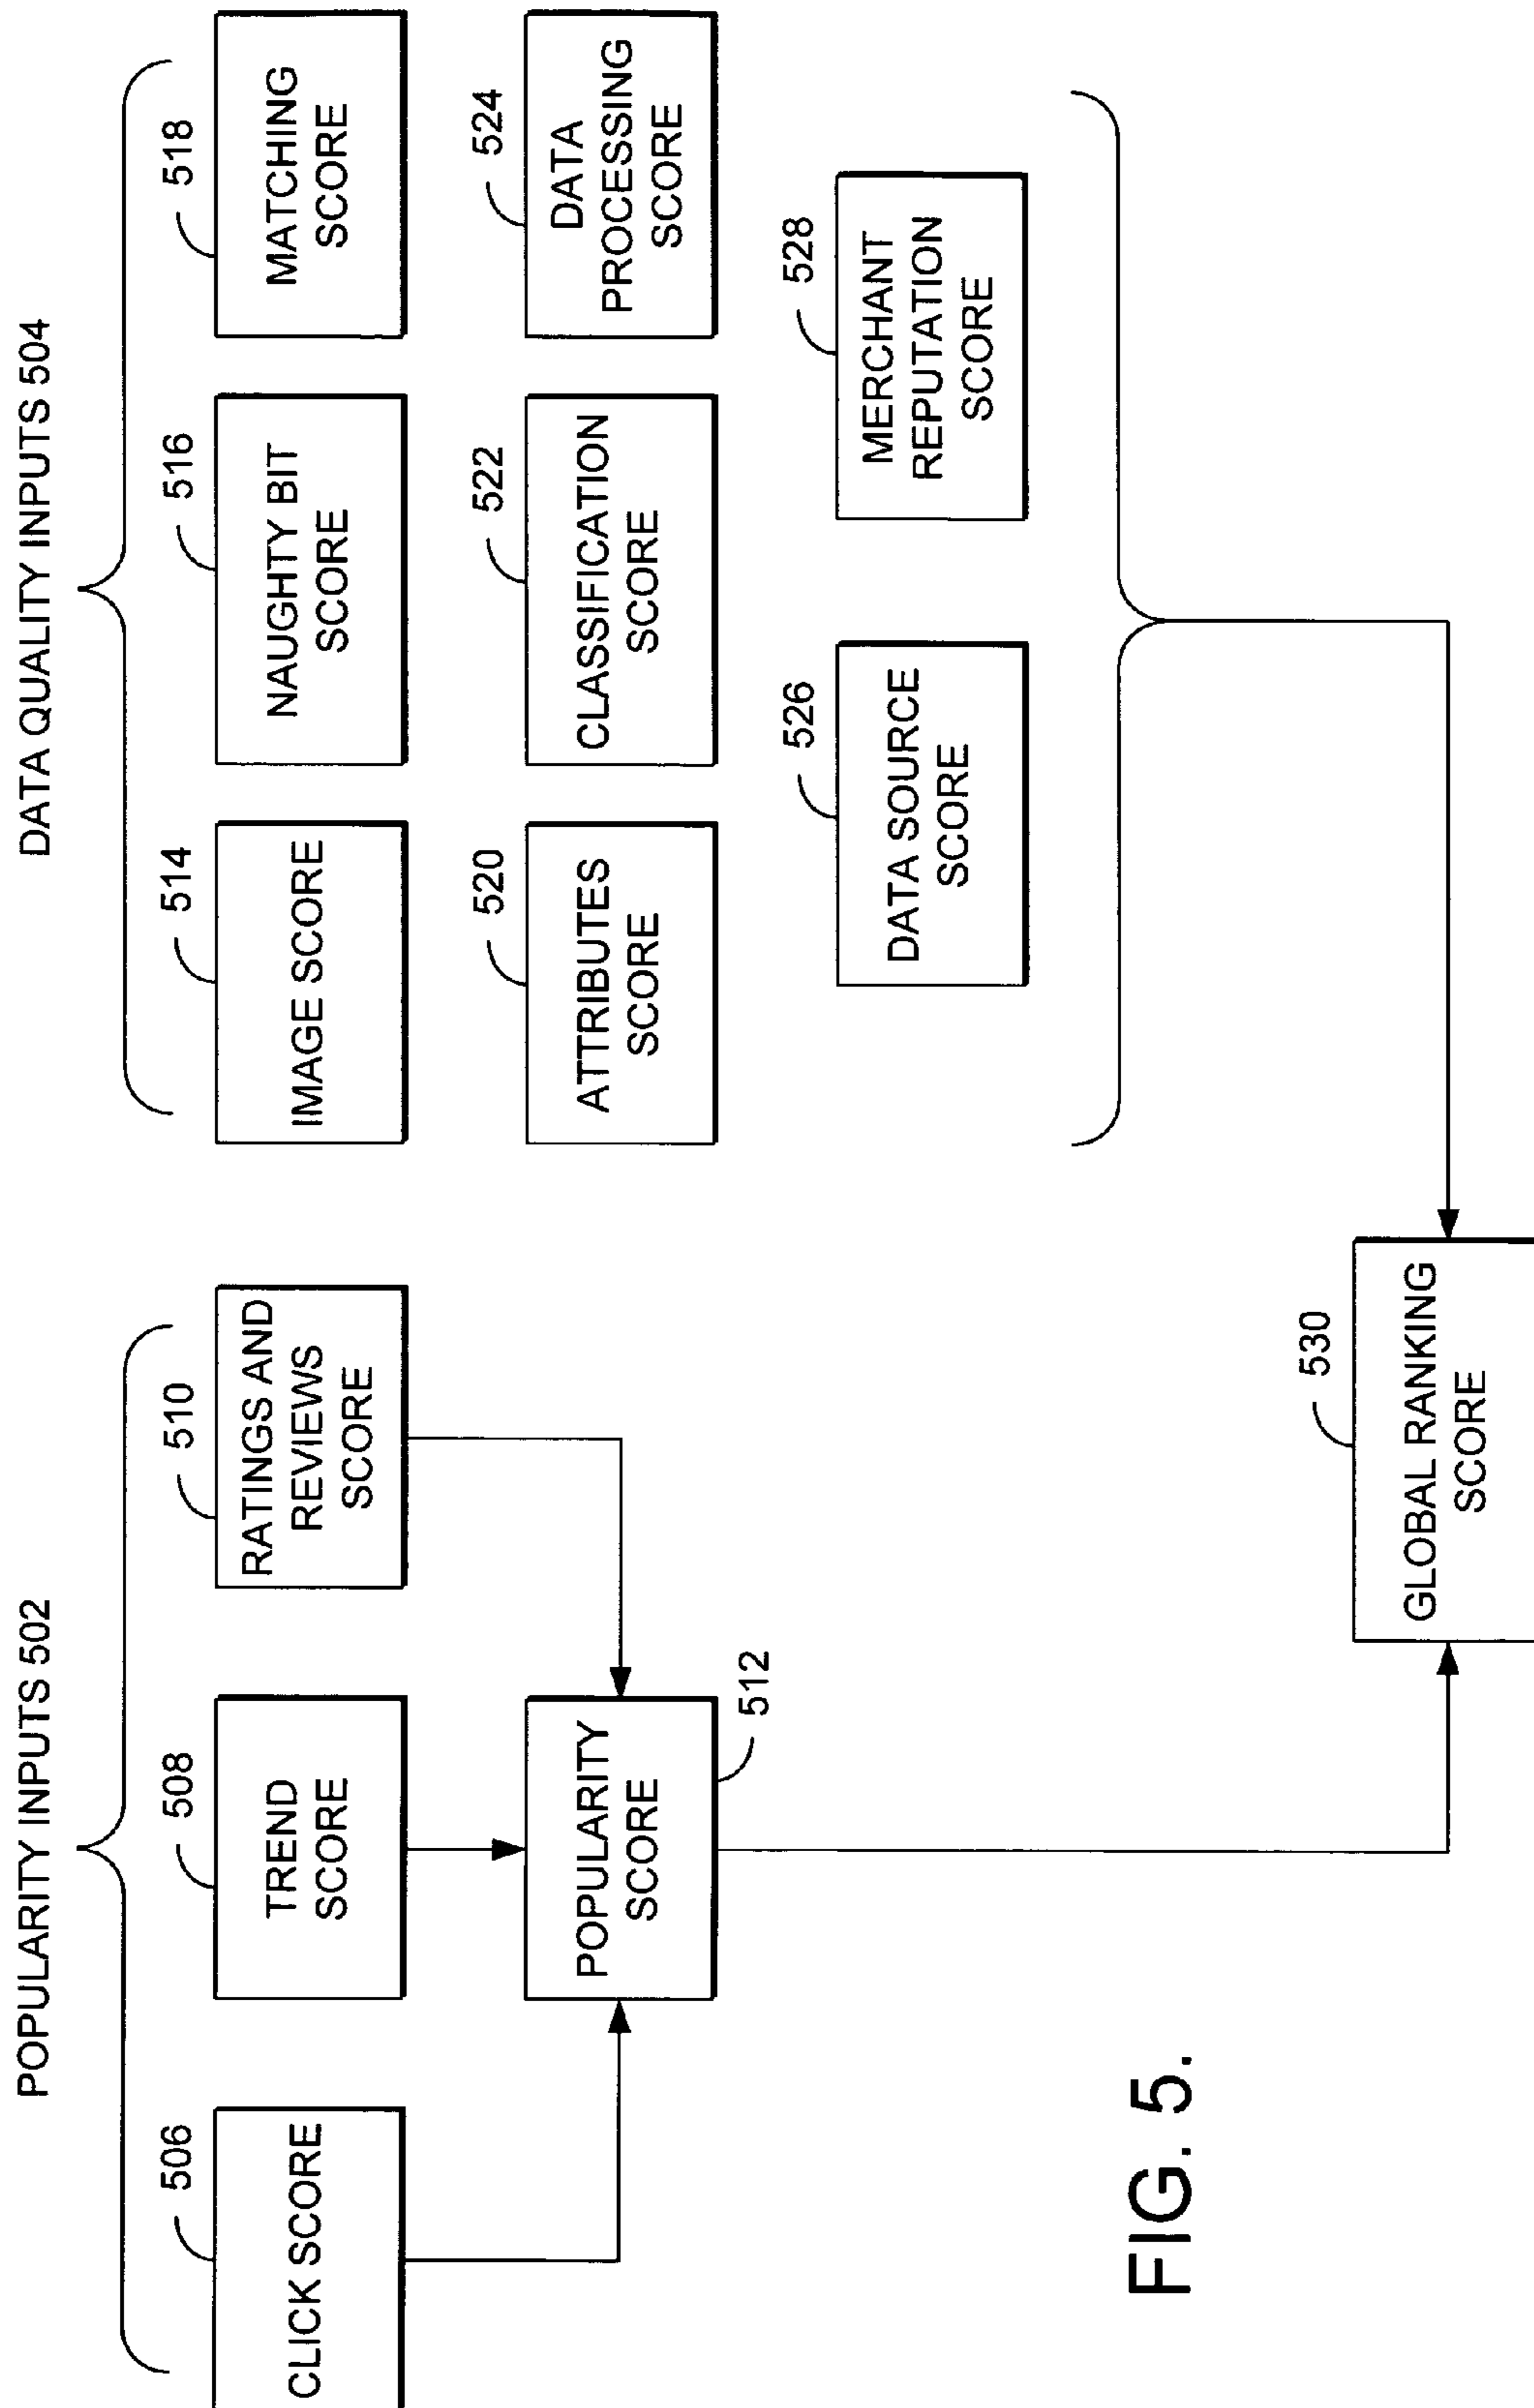 POPULARITY INPUTS 502
DATA QUALITY INPUTS 504
506
508
510
514
516
518
CLICK SCORE
TREND
SCORE
RATINGS AND
REVIEWS
SCORE
IMAGE SCORE
NAUGHTY BIT
SCORE
MATCHING
SCORE
520
522
524
POPULARITY
SCORE
512
ATTRIBUTES
SCORE
CLASSIFICATION
SCORE
DATA
PROCESSING
SCORE
526
528
DATA SOURCE
SCORE
MERCHANT
REPUTATION
SCORE
530
GLOBAL RANKING
SCORE
FIG. 5.